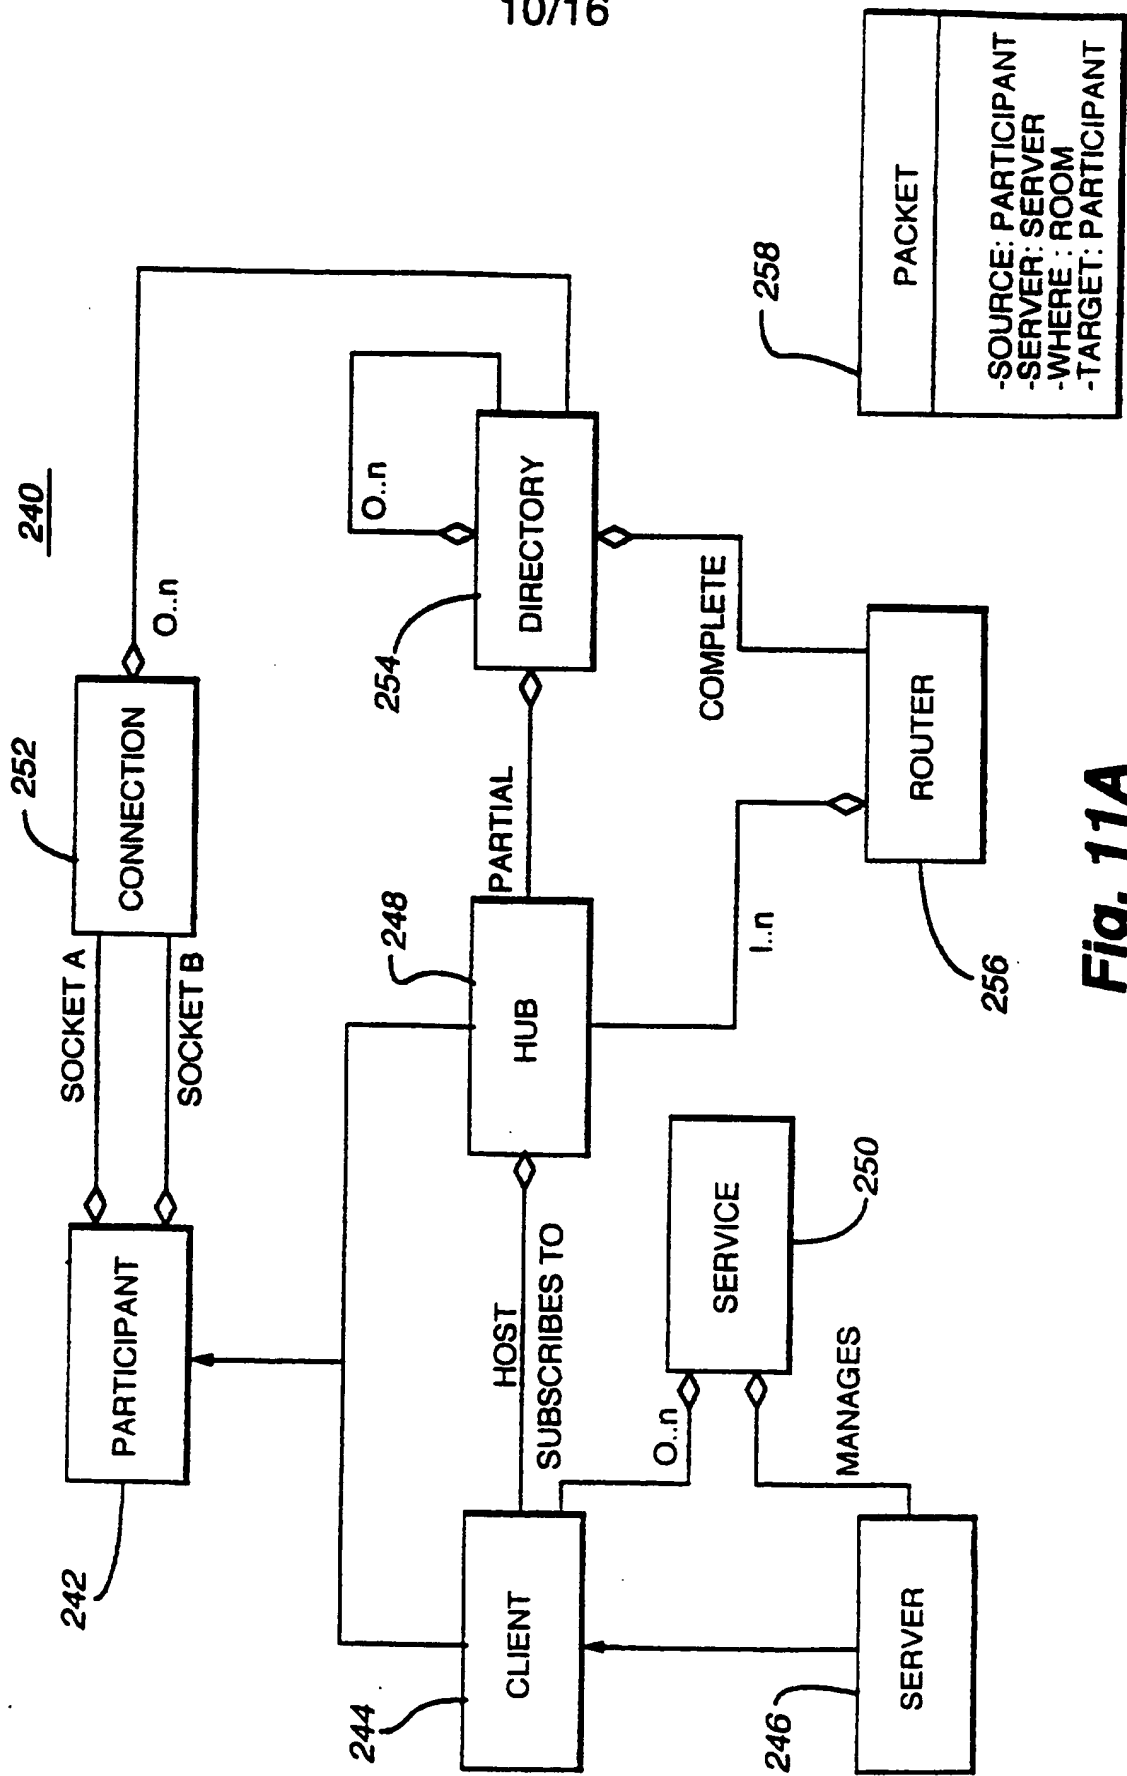 10/16
240
242
PARTICIPANT
SOCKET A
SOCKET B
252
CONNECTION
O..n
244
CLIENT
HOST
SUBSCRIBES TO
248
HUB
PARTIAL
254
DIRECTORY
O..n
O..n
SERVICE
250
MANAGES
246
SERVER
I..n
COMPLETE
ROUTER
256
258
PACKET
-SOURCE: PARTICIPANT
-SERVER: SERVER
-WHERE : ROOM
-TARGET: PARTICIPANT
Fig. 11A